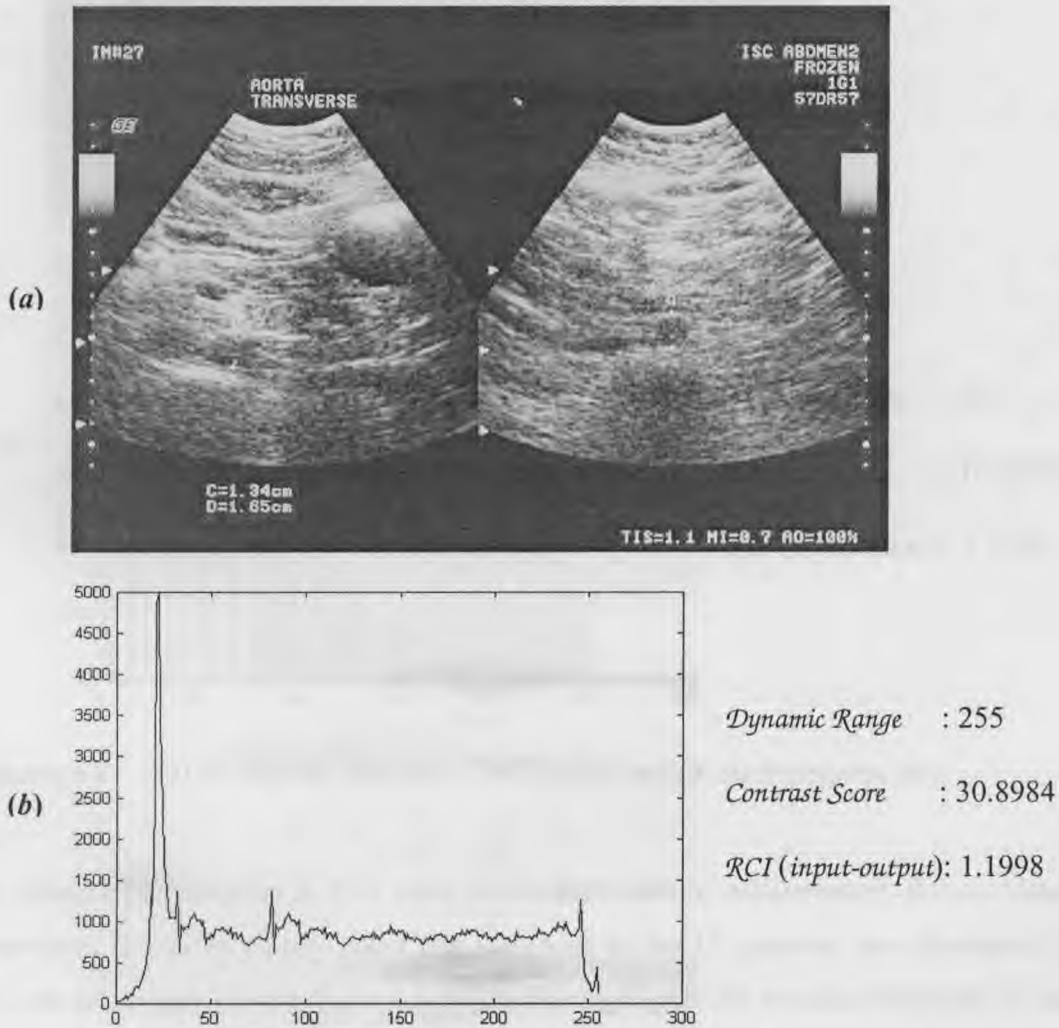 IM#27
ISC ABDMEN2
FROZEN
1G1
57DR57
AORTA
TRANSVERSE
GE
(a)
2
C=1.34cm
D=1.65cm
TIS=1.1 MI=0.7 AO=100%
5000
4500
4000
3500
3000
2500
2000
1500
1000
500
0
0 50 100 150 200 250 300
(b)
Dynamic Range : 255
Contrast Score : 30.8984
RCI (input-output): 1.1998